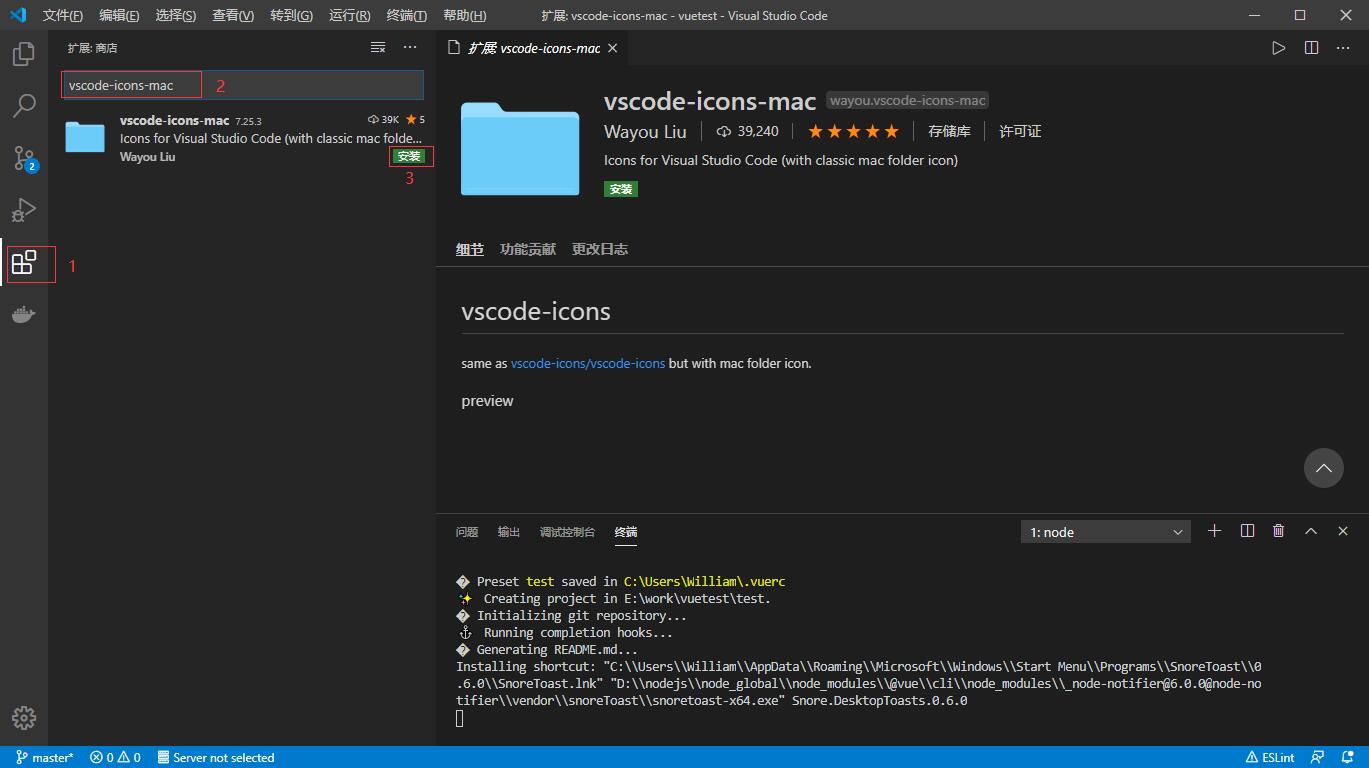 文件(F) 编辑(E) 选择(S) 查看(V) 转到(G) 运行(R) 终端(T) 帮助(H) 扩展: vscode-icons-mac - vuetest - Visual Studio Code
扩展: 商店
vscode-icons-mac 2
vscode-icons-mac 7.25.3 39K 5
Icons for Visual Studio Code (with classic mac folde...
Wayou Liu 安装
3
2
1
扩展: vscode-icons-mac
vscode-icons-mac wayou.vscode-icons-mac
Wayou Liu 39,240 存储库 许可证
Icons for Visual Studio Code (with classic mac folder icon)
安装
细节 功能贡献 更改日志
vscode-icons
same as vscode-icons/vscode-icons but with mac folder icon.
preview
问题 输出 调试控制台 终端 1: node
� Preset test saved in C:\Users\William\.vuerc
✨ Creating project in E:\work\vuetest\test.
� Initializing git repository...
⚓ Running completion hooks...
� Generating README.md...
Installing shortcut: "C:\\Users\\William\\AppData\\Roaming\\Microsoft\\Windows\\Start Menu\\Programs\\SnoreToast\\0
.6.0\\SnoreToast.lnk" "D:\\nodejs\\node_global\\node_modules\\@vue\\cli\\node_modules\\_node-notifier@6.0.0@node-no
tifier\\vendor\\snoreToast\\snoretoast-x64.exe" Snore.DesktopToasts.0.6.0
master* 0 0 Server not selected ESLint